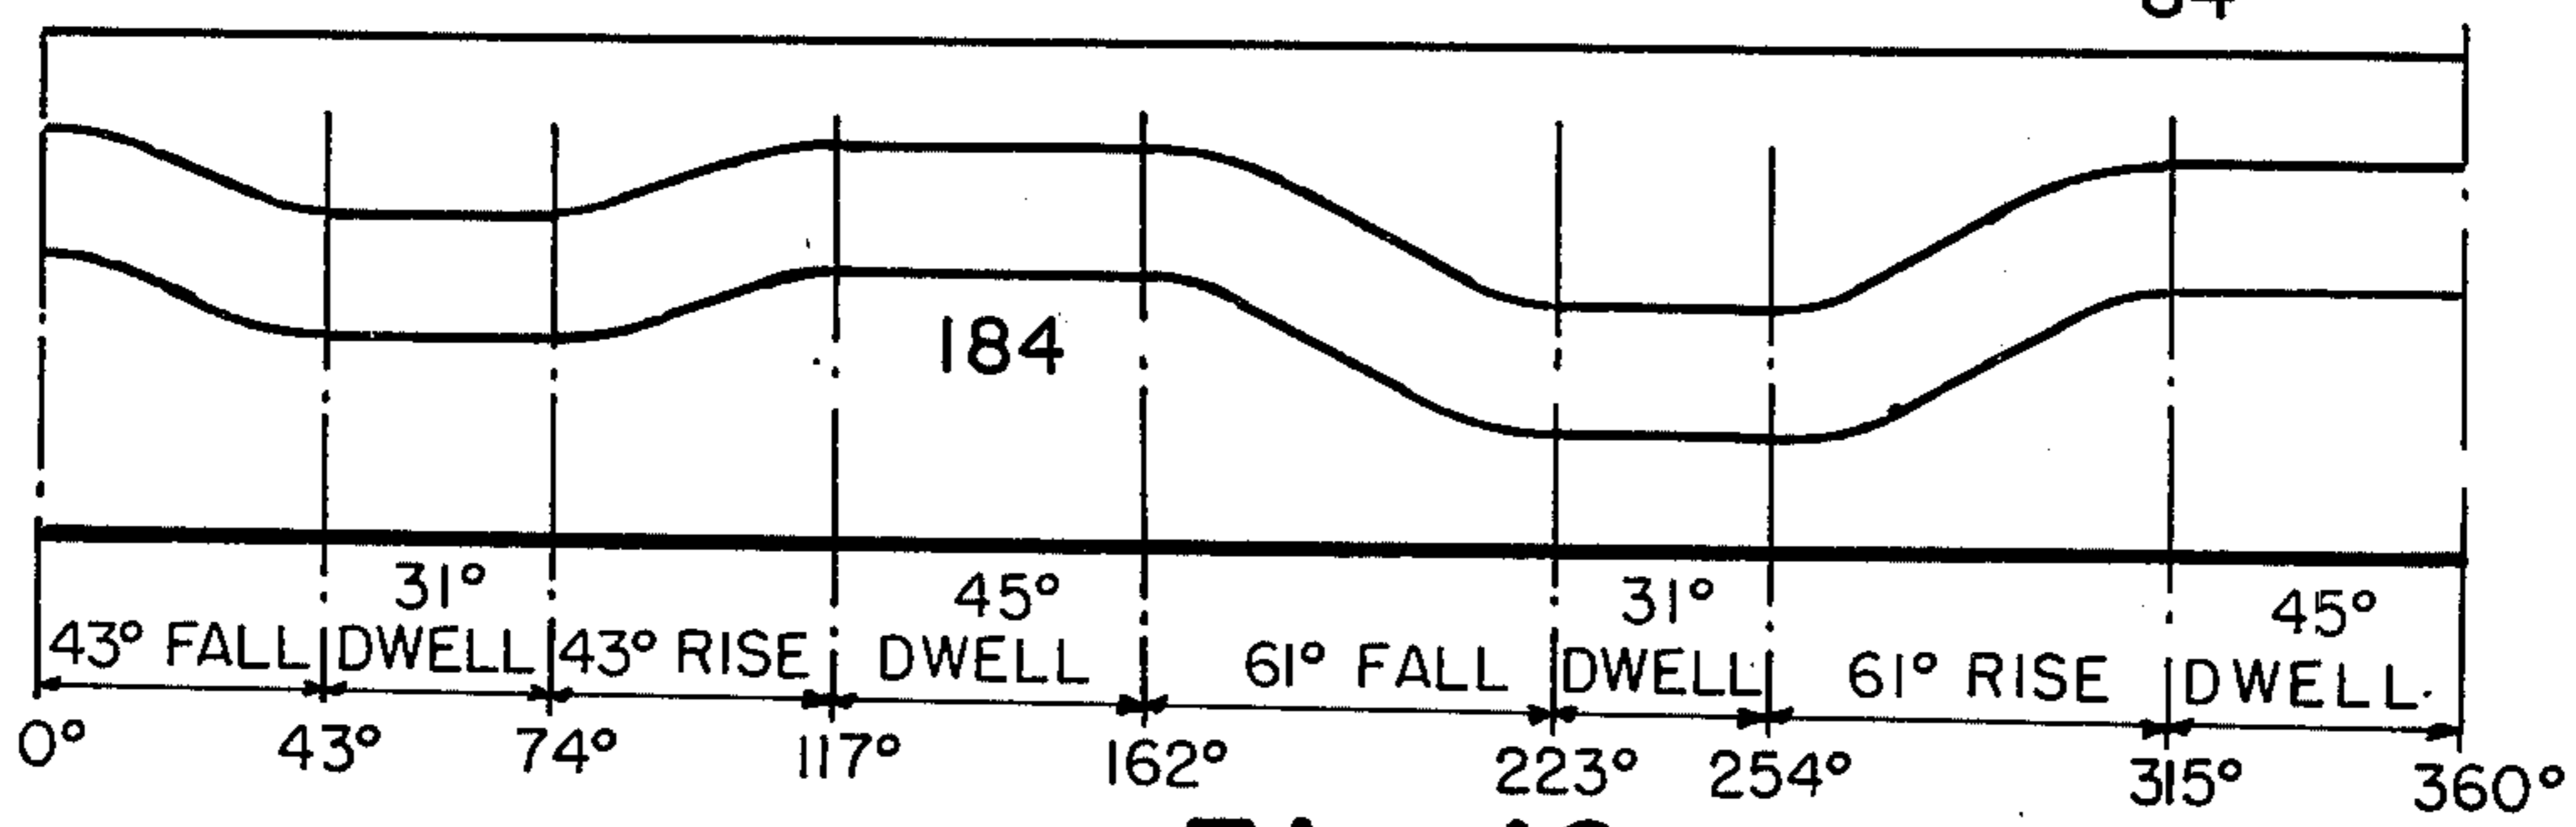 184
31° 45° 31° 45°
43° FALL DWELL 43° RISE DWELL 61° FALL DWELL 61° RISE DWELL
0° 43° 74° 117° 162° 223° 254° 315° 360°